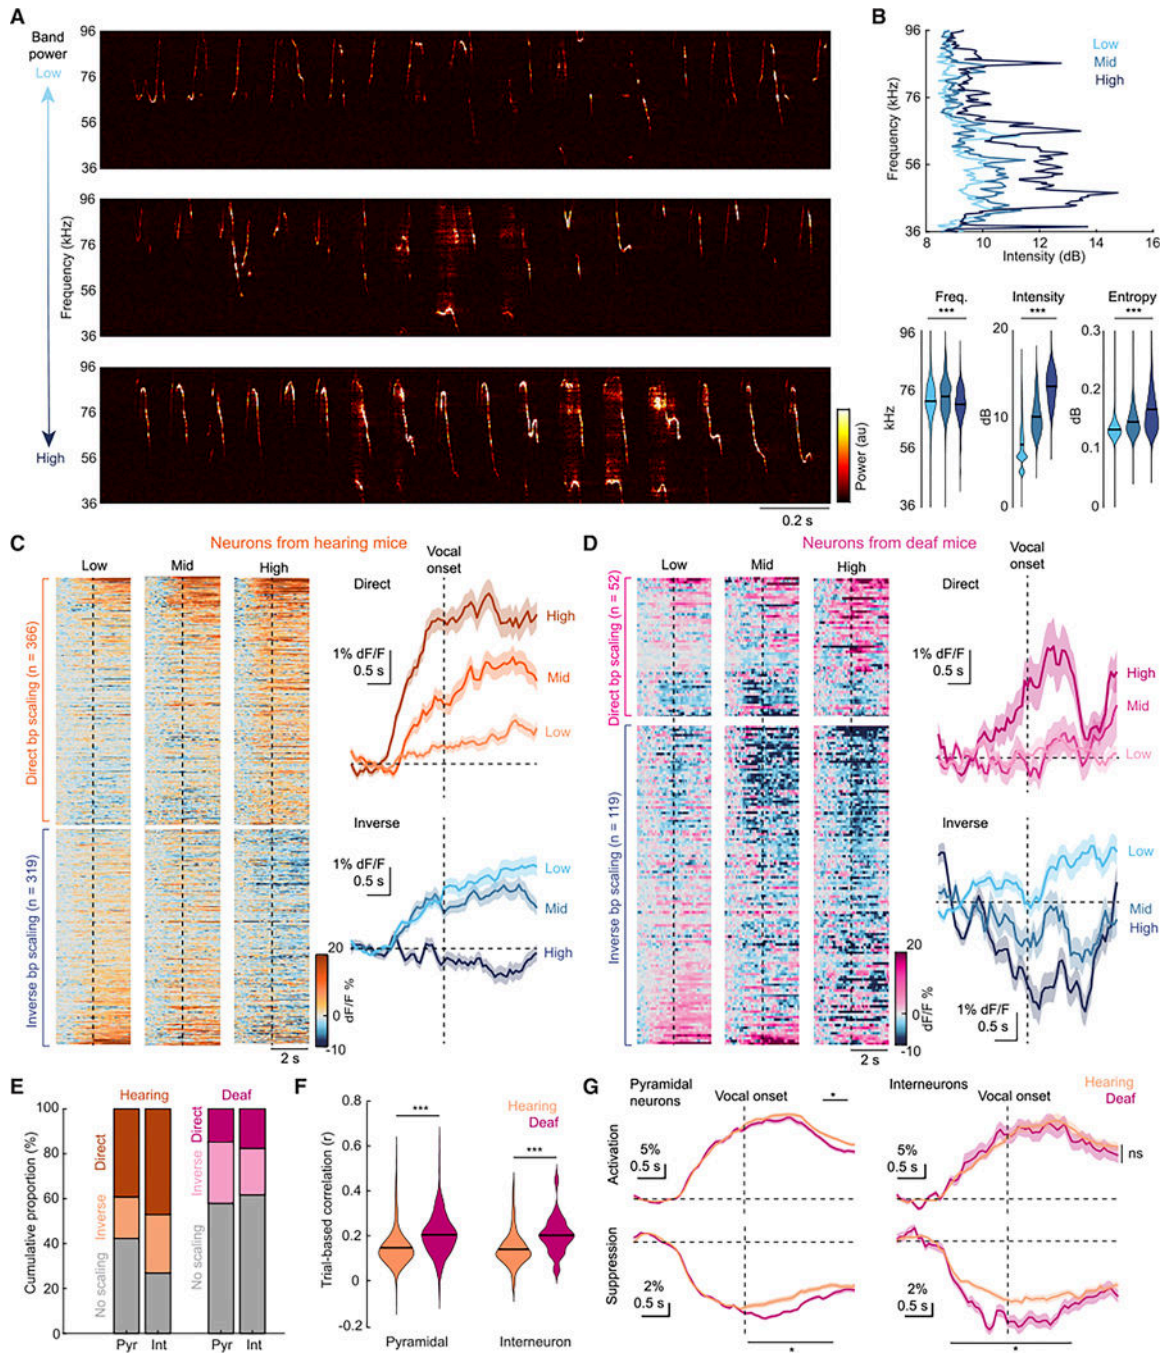 A
Band
power
Low
High
Frequency (kHz)
96
76
56
36
96
76
56
36
96
76
56
36
Power (au)
0.2 s
B
Frequency (kHz)
96
76
56
36
Low
Mid
High
8 10 12 14 16
Intensity (dB)
Freq.
***
kHz
96
76
56
36
Intensity
***
dB
20
10
0
Entropy
***
dB
0.3
0.2
0.1
0
C
Neurons from hearing mice
Low Mid High
Direct bp scaling (n = 366)
Inverse bp scaling (n = 319)
Vocal
onset
Direct
1% dF/F
0.5 s
High
Mid
Low
Inverse
1% dF/F
0.5 s
Low
Mid
High
20
0
-10
dF/F %
2 s
D
Neurons from deaf mice
Low Mid High
Direct bp scaling (n = 52)
Inverse bp scaling (n = 119)
Vocal
onset
Direct
1% dF/F
0.5 s
High
Mid
Low
Inverse
Low
Mid
High
1% dF/F
0.5 s
20
0
-10
dF/F %
2 s
E
Hearing
Deaf
Cumulative proportion (%)
100
80
60
40
20
0
No scaling Inverse Direct
No scaling Inverse Direct
Pyr Int Pyr Int
F
Trial-based correlation (r)
0.8
0.6
0.4
0.2
0
-0.2
***
***
Hearing
Deaf
Pyramidal Interneuron
G
Pyramidal
neurons
Vocal onset
*
Activation
5%
0.5 s
Suppression
2%
0.5 s
*
Interneurons
Vocal onset
Hearing
Deaf
5%
0.5 s
ns
2%
0.5 s
*